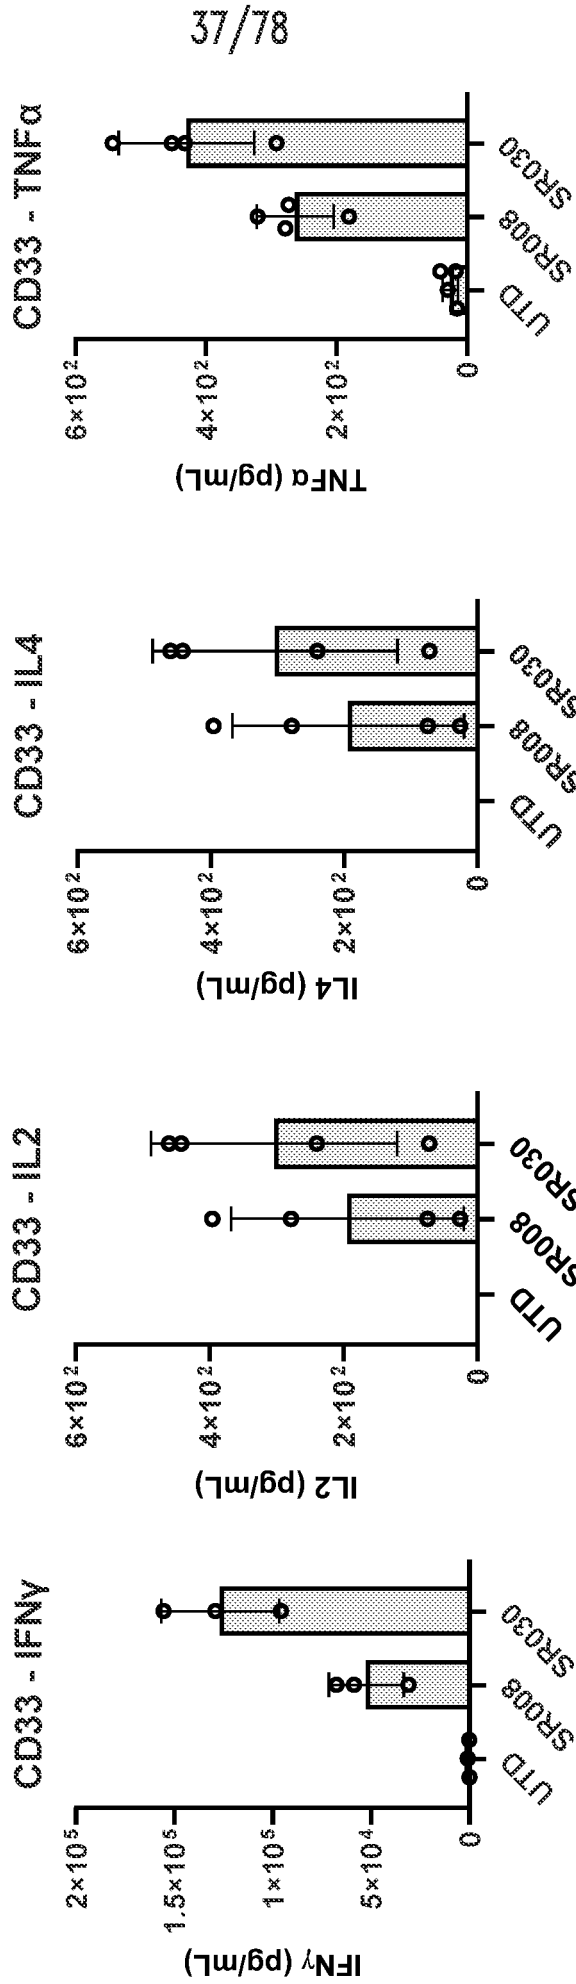 37/78
CD33 - IFNγ
IFNγ (pg/mL)
2×10⁵
1.5×10⁵
1×10⁵
5×10⁴
0
UTD
SR008
SR030
CD33 - IL2
IL2 (pg/mL)
6×10²
4×10²
2×10²
0
UTD
SR008
SR030
CD33 - IL4
IL4 (pg/mL)
6×10²
4×10²
2×10²
0
UTD
SR008
SR030
CD33 - TNFα
TNFα (pg/mL)
6×10²
4×10²
2×10²
0
UTD
SR008
SR030